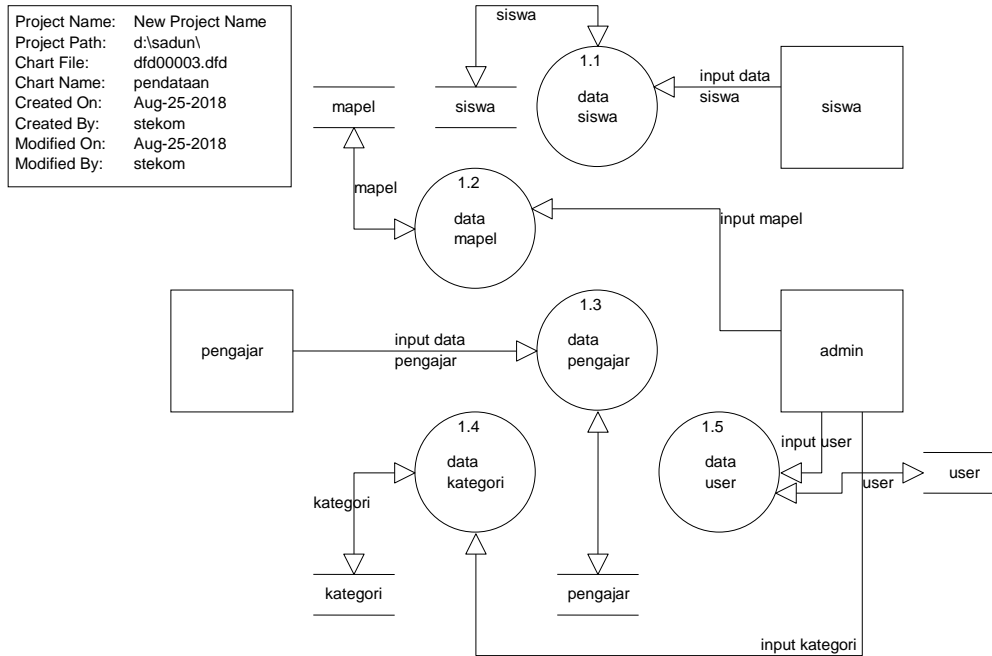 Project Name: New Project Name
Project Path: d:\sadun\
Chart File: dfd00003.dfd
Chart Name: pendataan
Created On: Aug-25-2018
Created By: stekom
Modified On: Aug-25-2018
Modified By: stekom
siswa
1.1
data
siswa
input data
siswa
siswa
mapel
siswa
mapel
1.2
data
mapel
input mapel
pengajar
input data
pengajar
1.3
data
pengajar
admin
1.4
data
kategori
1.5
data
user
input user
user
user
kategori
kategori
pengajar
input kategori